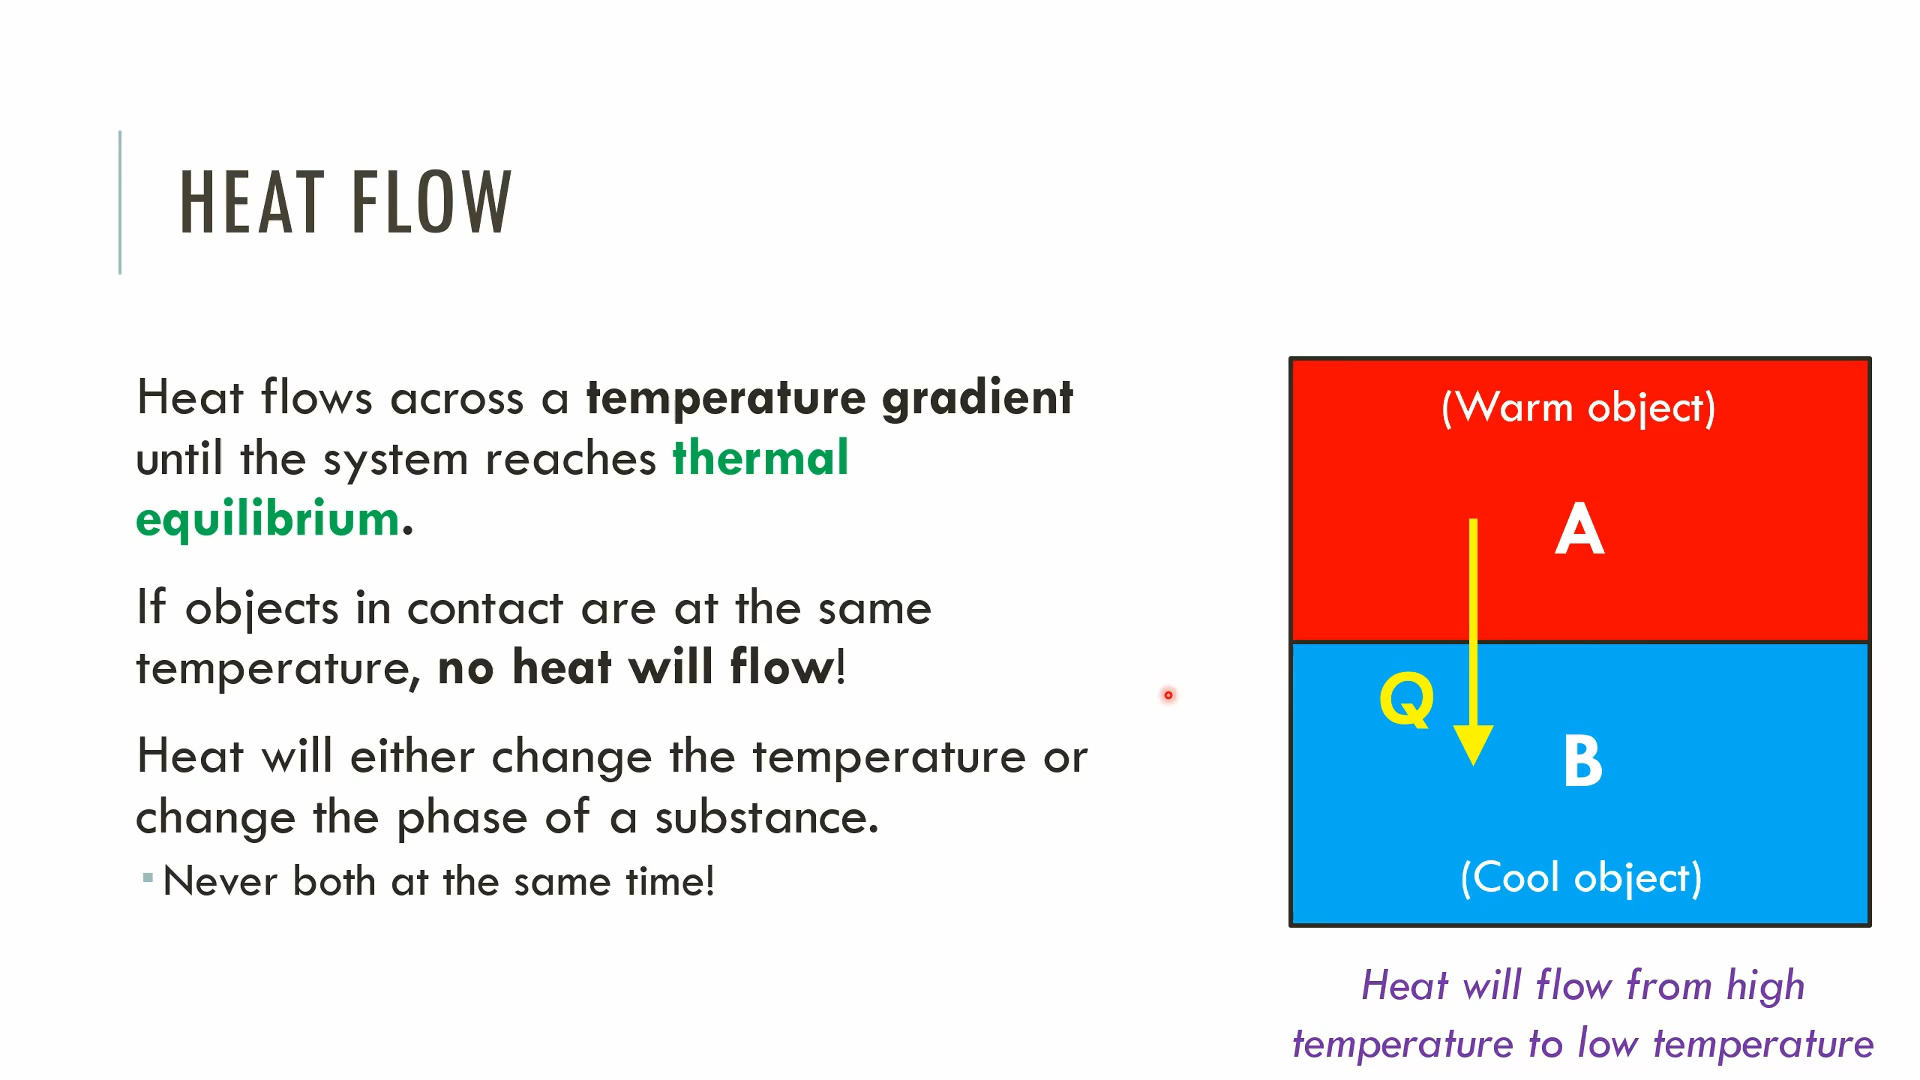 HEAT FLOW
Heat flows across a temperature gradient
until the system reaches thermal
equilibrium.
If objects in contact are at the same
temperature, no heat will flow!
Heat will either change the temperature or
change the phase of a substance.
Never both at the same time!
(Warm object)
A
Q
B
(Cool object)
Heat will flow from high
temperature to low temperature